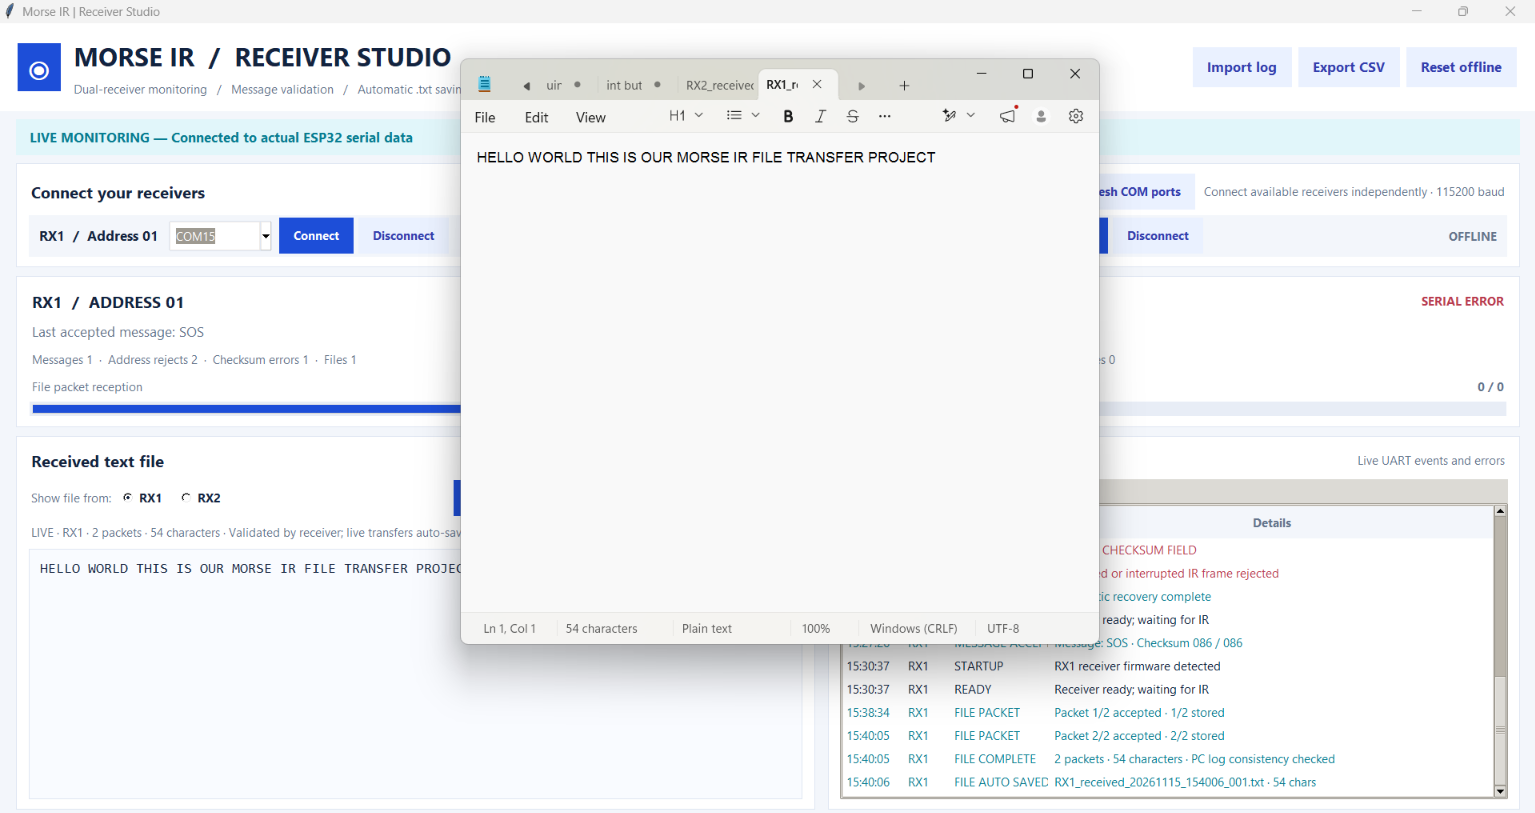 Morse IR | Receiver Studio
MORSE IR / RECEIVER STUDIO
Dual-receiver monitoring / Message validation / Automatic .txt savin
Import log
Export CSV
Reset offline
LIVE MONITORING — Connected to actual ESP32 serial data
Connect your receivers
esh COM ports
Connect available receivers independently · 115200 baud
RX1 / Address 01
COM15
Connect
Disconnect
Disconnect
OFFLINE
RX1 / ADDRESS 01
SERIAL ERROR
Last accepted message: SOS
Messages 1 · Address rejects 2 · Checksum errors 1 · Files 1
es 0
File packet reception
0 / 0
Received text file
Live UART events and errors
Show file from:
RX1
RX2
LIVE · RX1 · 2 packets · 54 characters · Validated by receiver; live transfers auto-sav
HELLO WORLD THIS IS OUR MORSE IR FILE TRANSFER PROJEC
uir
int but
RX2_received
RX1_r
File
Edit
View
H1
B
I
S
HELLO WORLD THIS IS OUR MORSE IR FILE TRANSFER PROJECT
Ln 1, Col 1
54 characters
Plain text
100%
Windows (CRLF)
UTF-8
Details
CHECKSUM FIELD
ed or interrupted IR frame rejected
tic recovery complete
ready; waiting for IR
Message: SOS · Checksum 086 / 086
15:30:37 RX1 STARTUP RX1 receiver firmware detected
15:30:37 RX1 READY Receiver ready; waiting for IR
15:38:34 RX1 FILE PACKET Packet 1/2 accepted · 1/2 stored
15:40:05 RX1 FILE PACKET Packet 2/2 accepted · 2/2 stored
15:40:05 RX1 FILE COMPLETE 2 packets · 54 characters · PC log consistency checked
15:40:06 RX1 FILE AUTO SAVED RX1_received_20261115_154006_001.txt · 54 chars